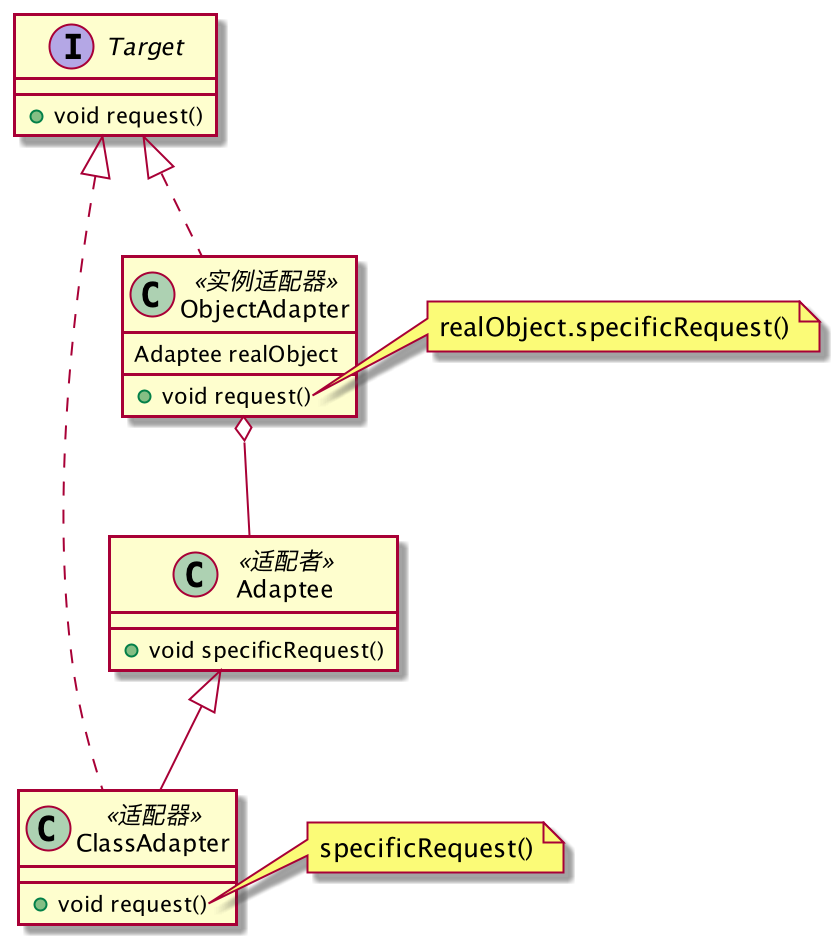 I Target
void request()
C «实例适配器»
ObjectAdapter
Adaptee realObject
void request()
realObject.specificRequest()
C «适配者»
Adaptee
void specificRequest()
C «适配器»
ClassAdapter
void request()
specificRequest()